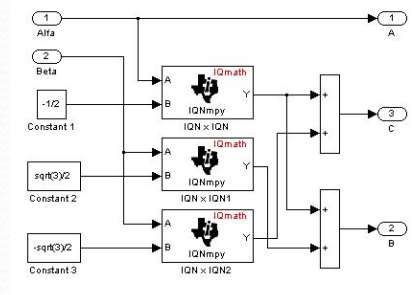 1
Alfa
1
A
2
Beta
IQmath
A
B
Y
IQNmpy
IQN x IQN
-1/2
Constant 1
+
+
3
C
IQmath
A
B
Y
IQNmpy
IQN x IQN1
sqrt(3)/2
Constant 2
IQmath
A
B
Y
IQNmpy
IQN x IQN2
-sqrt(3)/2
Constant 3
+
+
2
B